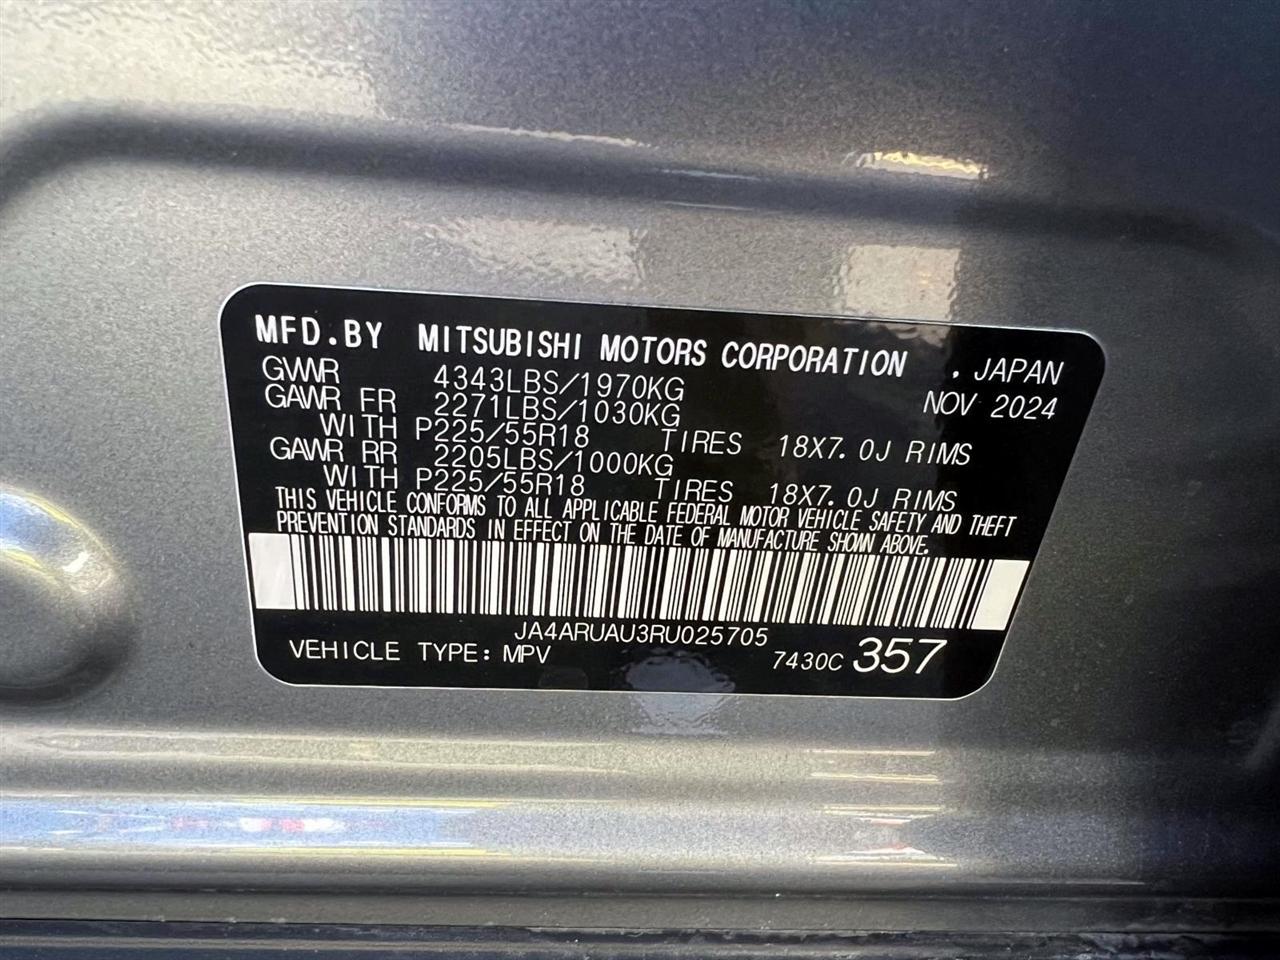 MFD.BY MITSUBISHI MOTORS CORPORATION . JAPAN
GVWR 4343LBS/1970KG NOV 2024
GAWR FR 2271LBS/1030KG
WITH P225/55R18 TIRES 18X7.0J RIMS
GAWR RR 2205LBS/1000KG
WITH P225/55R18 TIRES 18X7.0J RIMS
THIS VEHICLE CONFORMS TO ALL APPLICABLE FEDERAL MOTOR VEHICLE SAFETY AND THEFT
PREVENTION STANDARDS IN EFFECT ON THE DATE OF MANUFACTURE SHOWN ABOVE.
JA4ARUAU3RU025705
VEHICLE TYPE: MPV 7430C 357